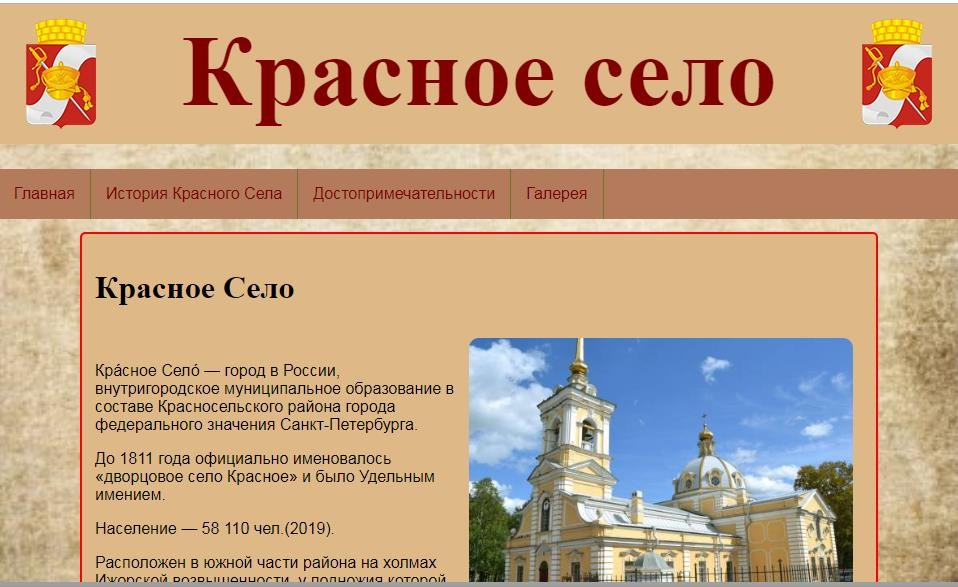 Красное село
Главная
История Красного Села
Достопримечательности
Галерея
Красное Село
Кра́сное Село́ — город в России,
внутригородское муниципальное образование в
составе Красносельского района города
федерального значения Санкт-Петербурга.
До 1811 года официально именовалось
«дворцовое село Красное» и было Удельным
имением.
Население — 58 110 чел.(2019).
Расположен в южной части района на холмах
Ижорской возвышенности, у подножия которой